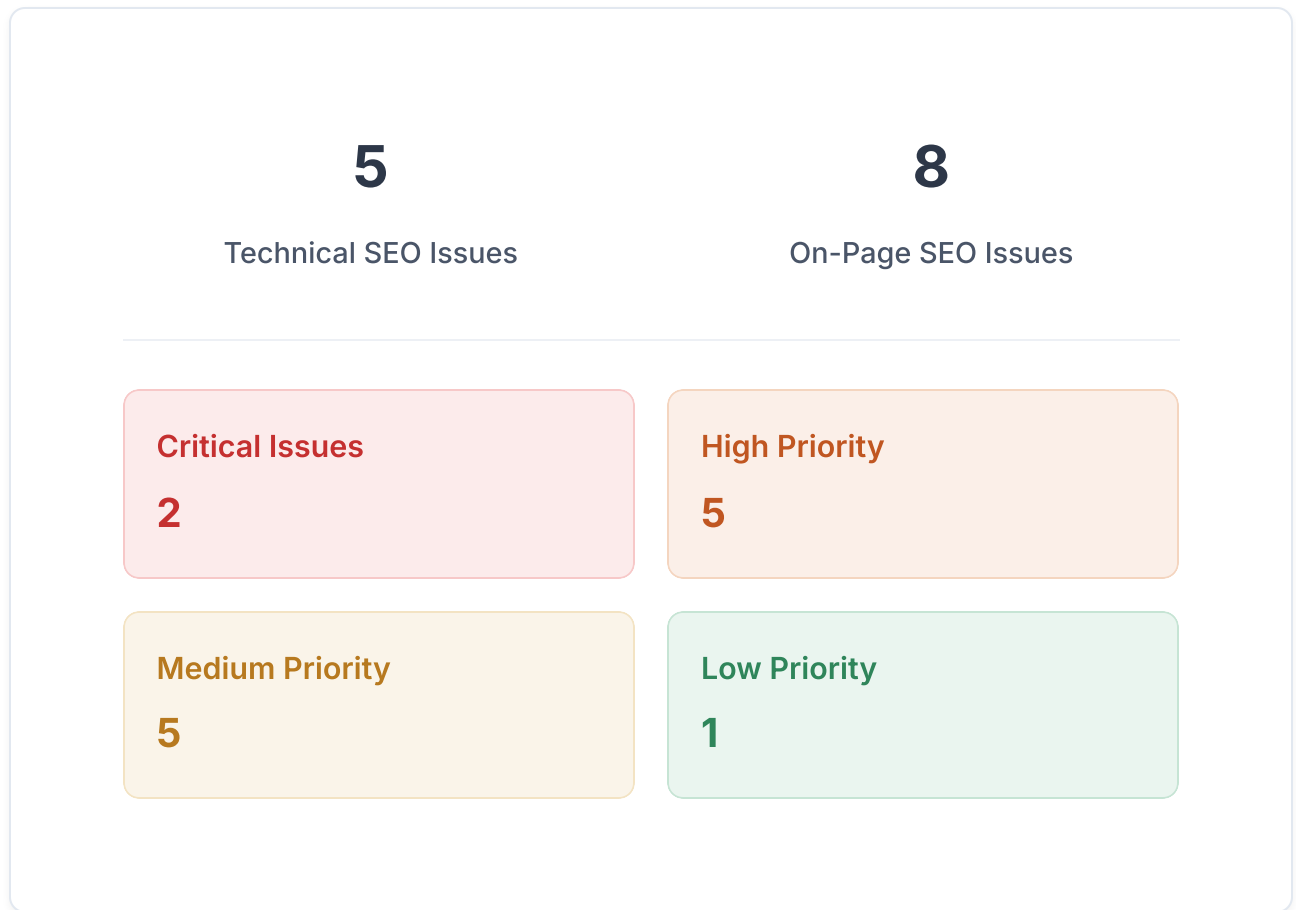 5
Technical SEO Issues
8
On-Page SEO Issues
Critical Issues
2
High Priority
5
Medium Priority
5
Low Priority
1